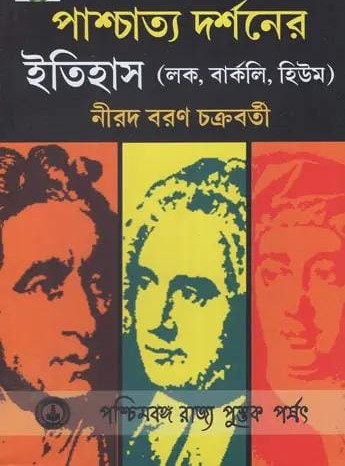 পাশ্চাত্য দর্শনের
ইতিহাস (লক, বার্কলি, হিউম)
নীরদ বরণ চক্রবর্তী
পশ্চিমবঙ্গ রাজ্য পুস্তক পর্ষৎ